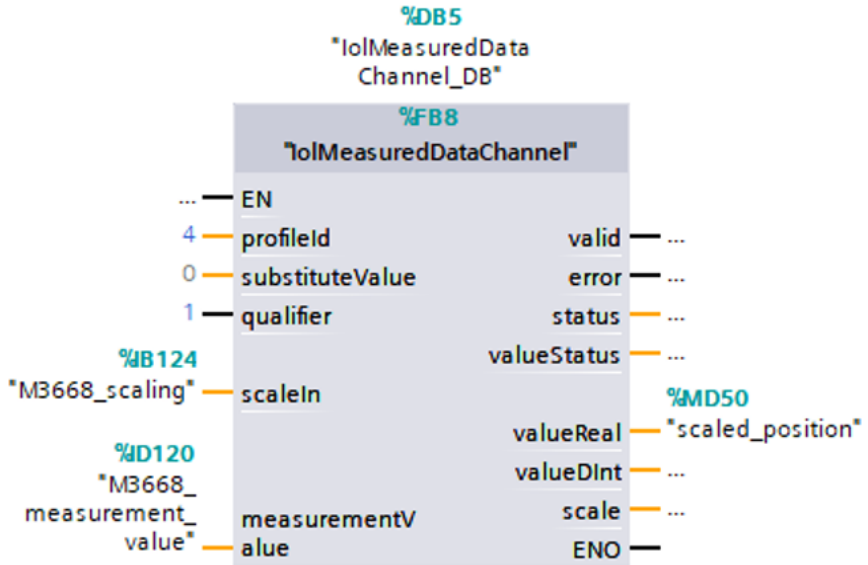 %DB5
"IolMeasuredData
Channel_DB"
%FB8
"IolMeasuredDataChannel"
... EN
4 profileId valid ...
0 substituteValue error ...
1 qualifier status ...
valueStatus ...
%IB124
"M3668_scaling" scaleIn
%MD50
valueReal "scaled_position"
%ID120
valueDInt ...
"M3668_
measurement_
value"
measurementV
alue
scale ...
ENO